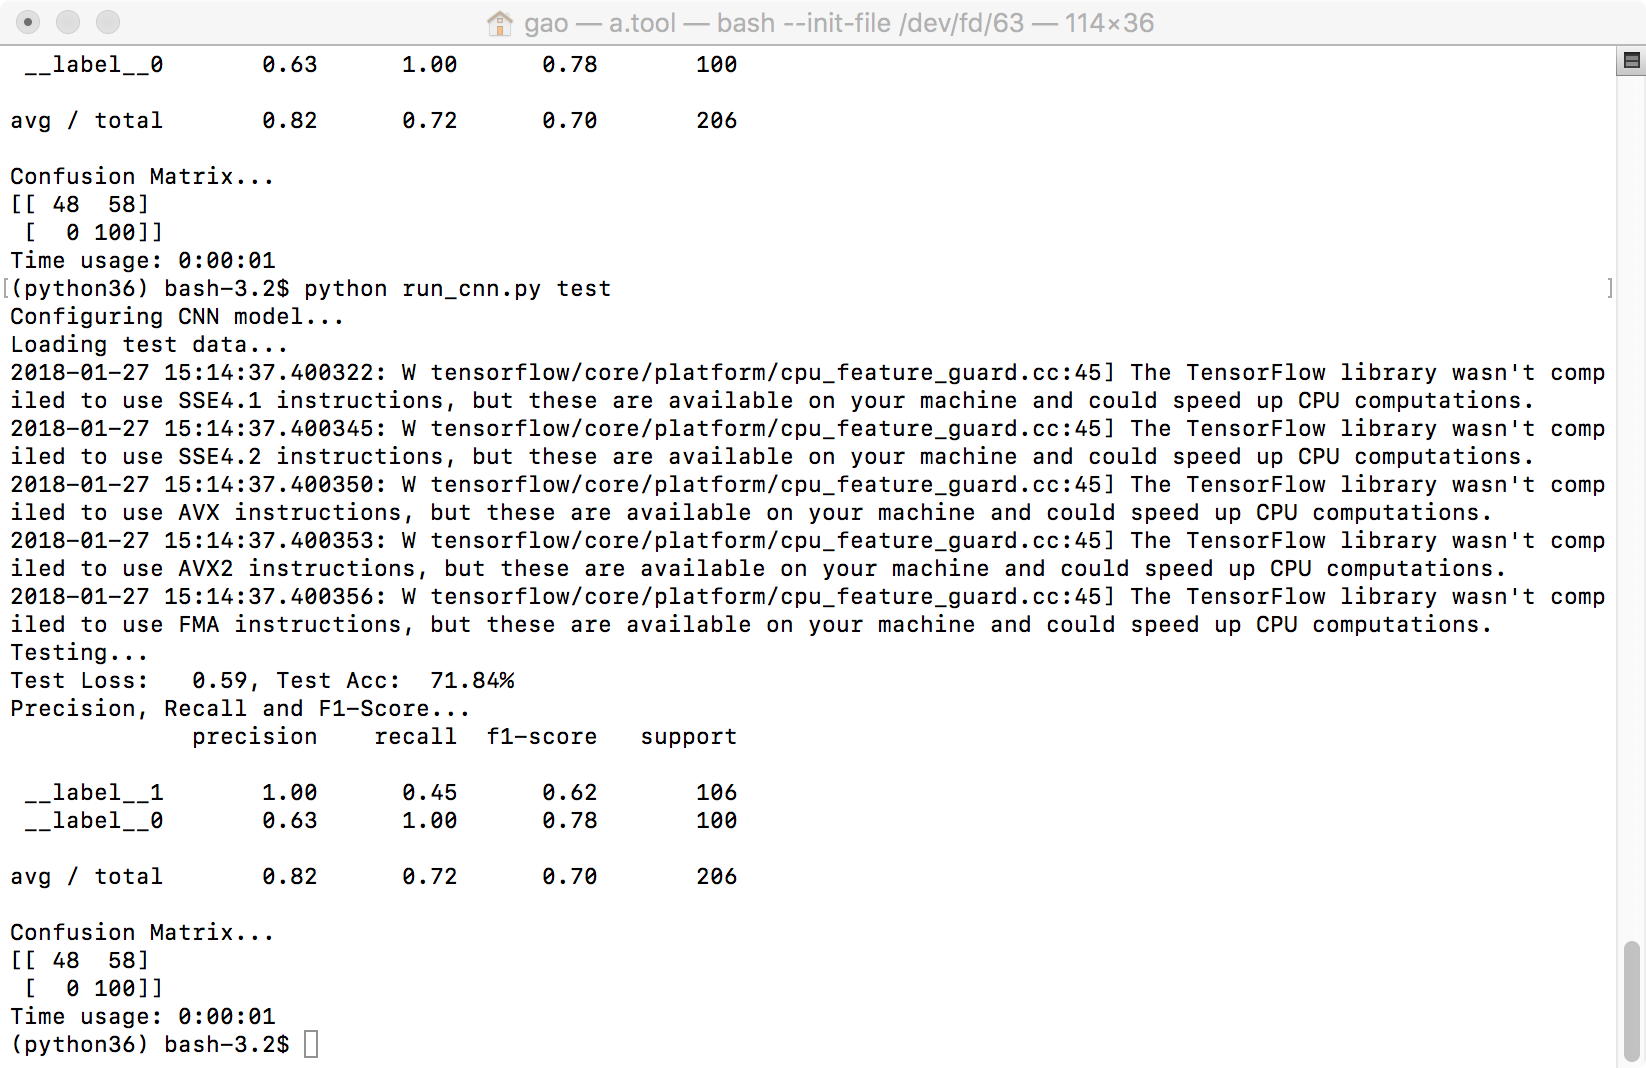 gao — a.tool — bash --init-file /dev/fd/63 — 114×36
 __label__0       0.63      1.00      0.78       100

avg / total       0.82      0.72      0.70       206

Confusion Matrix...
[[ 48  58]
 [  0 100]]
Time usage: 0:00:01
[(python36) bash-3.2$ python run_cnn.py test ]
Configuring CNN model...
Loading test data...
2018-01-27 15:14:37.400322: W tensorflow/core/platform/cpu_feature_guard.cc:45] The TensorFlow library wasn't comp
iled to use SSE4.1 instructions, but these are available on your machine and could speed up CPU computations.
2018-01-27 15:14:37.400345: W tensorflow/core/platform/cpu_feature_guard.cc:45] The TensorFlow library wasn't comp
iled to use SSE4.2 instructions, but these are available on your machine and could speed up CPU computations.
2018-01-27 15:14:37.400350: W tensorflow/core/platform/cpu_feature_guard.cc:45] The TensorFlow library wasn't comp
iled to use AVX instructions, but these are available on your machine and could speed up CPU computations.
2018-01-27 15:14:37.400353: W tensorflow/core/platform/cpu_feature_guard.cc:45] The TensorFlow library wasn't comp
iled to use AVX2 instructions, but these are available on your machine and could speed up CPU computations.
2018-01-27 15:14:37.400356: W tensorflow/core/platform/cpu_feature_guard.cc:45] The TensorFlow library wasn't comp
iled to use FMA instructions, but these are available on your machine and could speed up CPU computations.
Testing...
Test Loss:   0.59, Test Acc:  71.84%
Precision, Recall and F1-Score...
             precision    recall  f1-score   support

 __label__1       1.00      0.45      0.62       106
 __label__0       0.63      1.00      0.78       100

avg / total       0.82      0.72      0.70       206

Confusion Matrix...
[[ 48  58]
 [  0 100]]
Time usage: 0:00:01
(python36) bash-3.2$